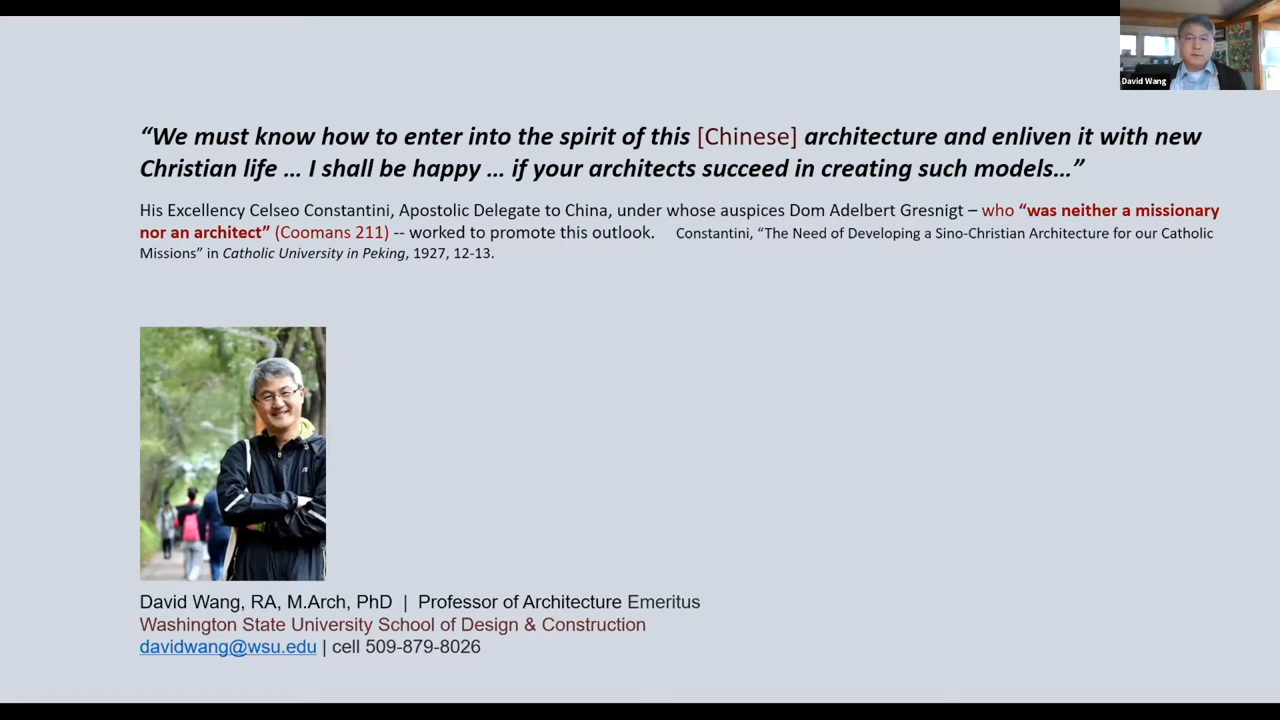 David Wang
“We must know how to enter into the spirit of this [Chinese] architecture and enliven it with new
Christian life … I shall be happy … if your architects succeed in creating such models…”
His Excellency Celseo Constantini, Apostolic Delegate to China, under whose auspices Dom Adelbert Gresnigt – who “was neither a missionary
nor an architect” (Coomans 211) -- worked to promote this outlook. Constantini, “The Need of Developing a Sino-Christian Architecture for our Catholic
Missions” in Catholic University in Peking, 1927, 12-13.
David Wang, RA, M.Arch, PhD | Professor of Architecture Emeritus
Washington State University School of Design & Construction
davidwang@wsu.edu | cell 509-879-8026